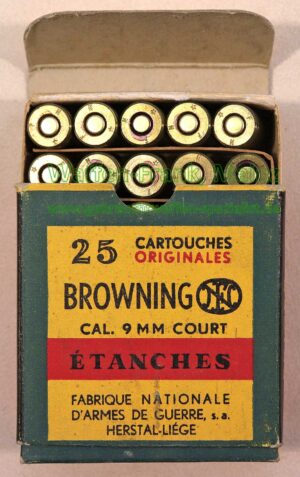 25 CARTOUCHES
ORIGINALES
BROWNING FN
CAL. 9 MM COURT
ÉTANCHES
FABRIQUE NATIONALE
D'ARMES DE GUERRE, s.a.
HERSTAL-LIÉGE